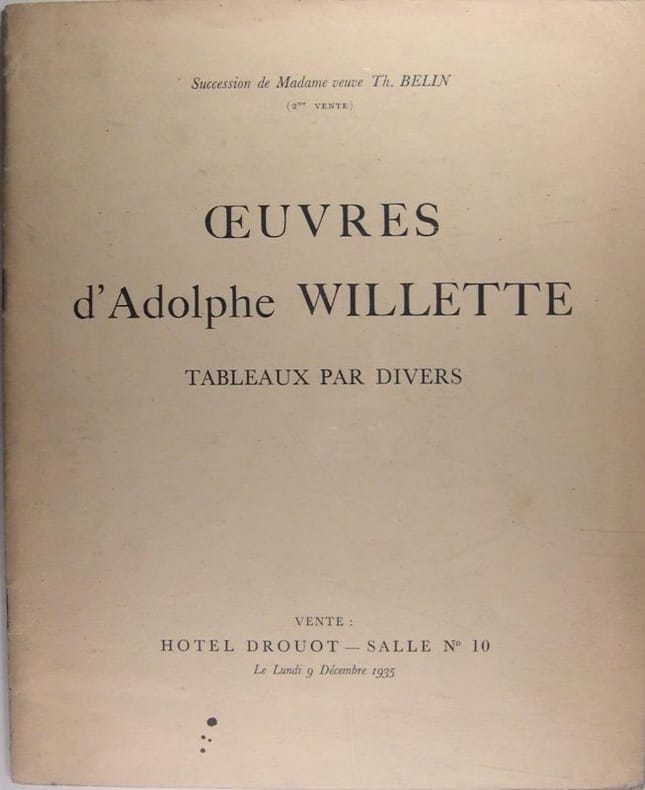 Succession de Madame veuve Th. BELIN
(2me VENTE)
ŒUVRES
d'Adolphe WILLETTE
TABLEAUX PAR DIVERS
VENTE :
HOTEL DROUOT — SALLE No 10
Le Lundi 9 Décembre 1935